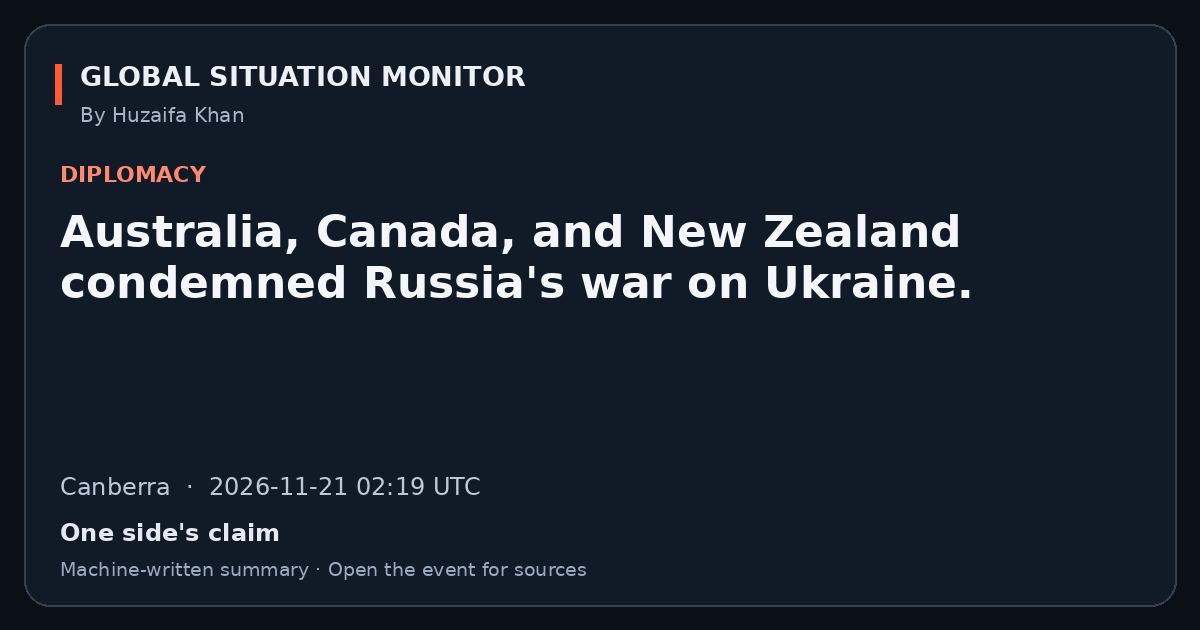 GLOBAL SITUATION MONITOR
By Huzaifa Khan
DIPLOMACY
Australia, Canada, and New Zealand
condemned Russia's war on Ukraine.
Canberra · 2026-11-21 02:19 UTC
One side's claim
Machine-written summary · Open the event for sources